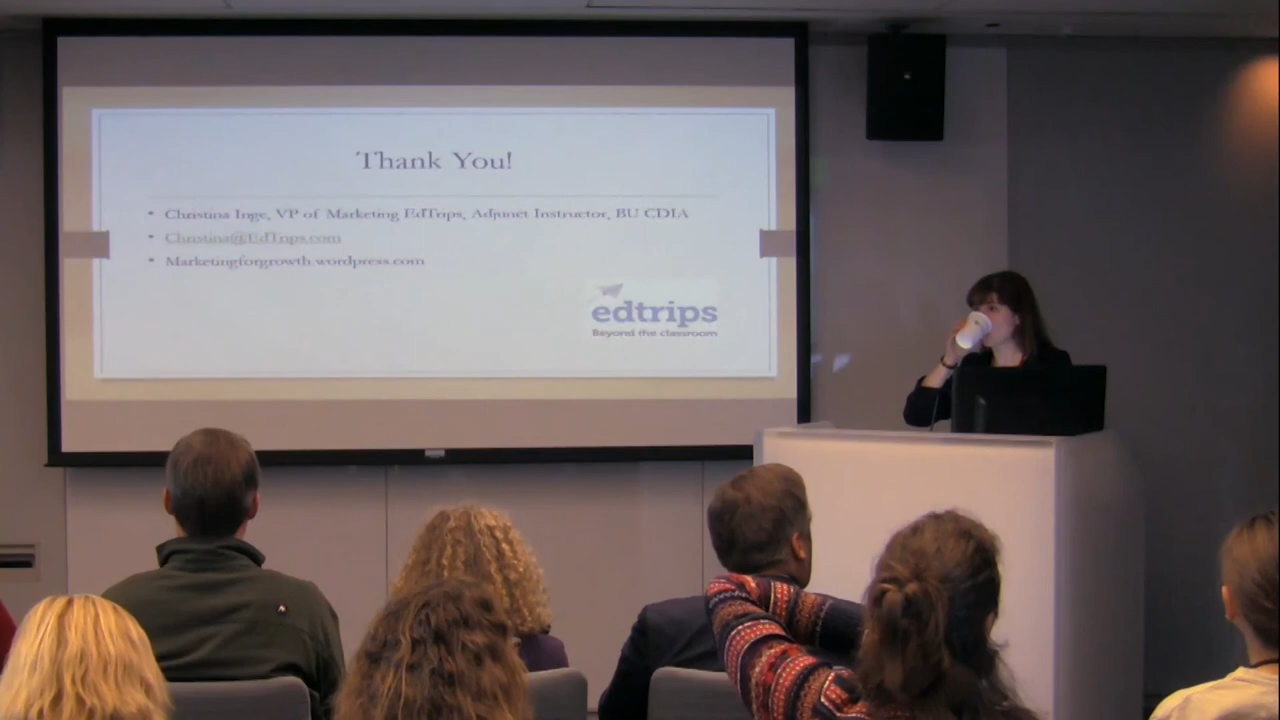 Thank You!
• Christina Inge, VP of Marketing EdTrips, Adjunct Instructor, BU CDIA
• Christina@EdTrips.com
• Marketingforgrowth.wordpress.com
edtrips
Beyond the classroom